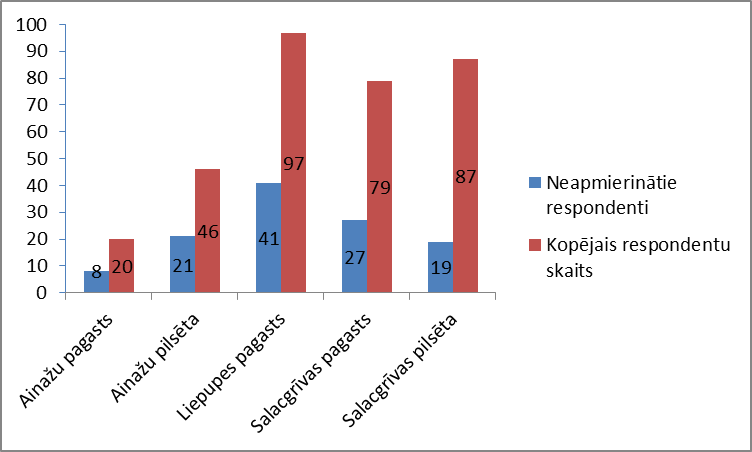 100
90
80
70
60
50
40
30
20
10
0
8
20
21
46
41
97
27
79
19
87
Ainažu pagasts
Ainažu pilsēta
Liepupes pagasts
Salacgrīvas pagasts
Salacgrīvas pilsēta
Neapmierinātie
respondenti
Kopējais respondentu
skaits